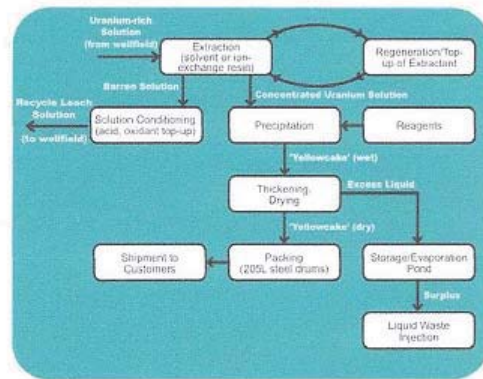 Uranium-rich
Solution
(from wellfield)
Extraction
(solvent or ion-
exchange resin)
Regeneration/Top-
up of Extractant
Barren Solution
Concentrated Uranium Solution
Recycle Leach
Solution
(to wellfield)
Solution Conditioning
(acid, oxidant top-up)
Precipitation
Reagents
'Yellowcake' (wet)
Thickening,
Drying
Excess Liquid
'Yellowcake' (dry)
Shipment to
Customers
Packing
(205L steel drums)
Storage/Evaporation
Pond
Surplus
Liquid Waste
Injection